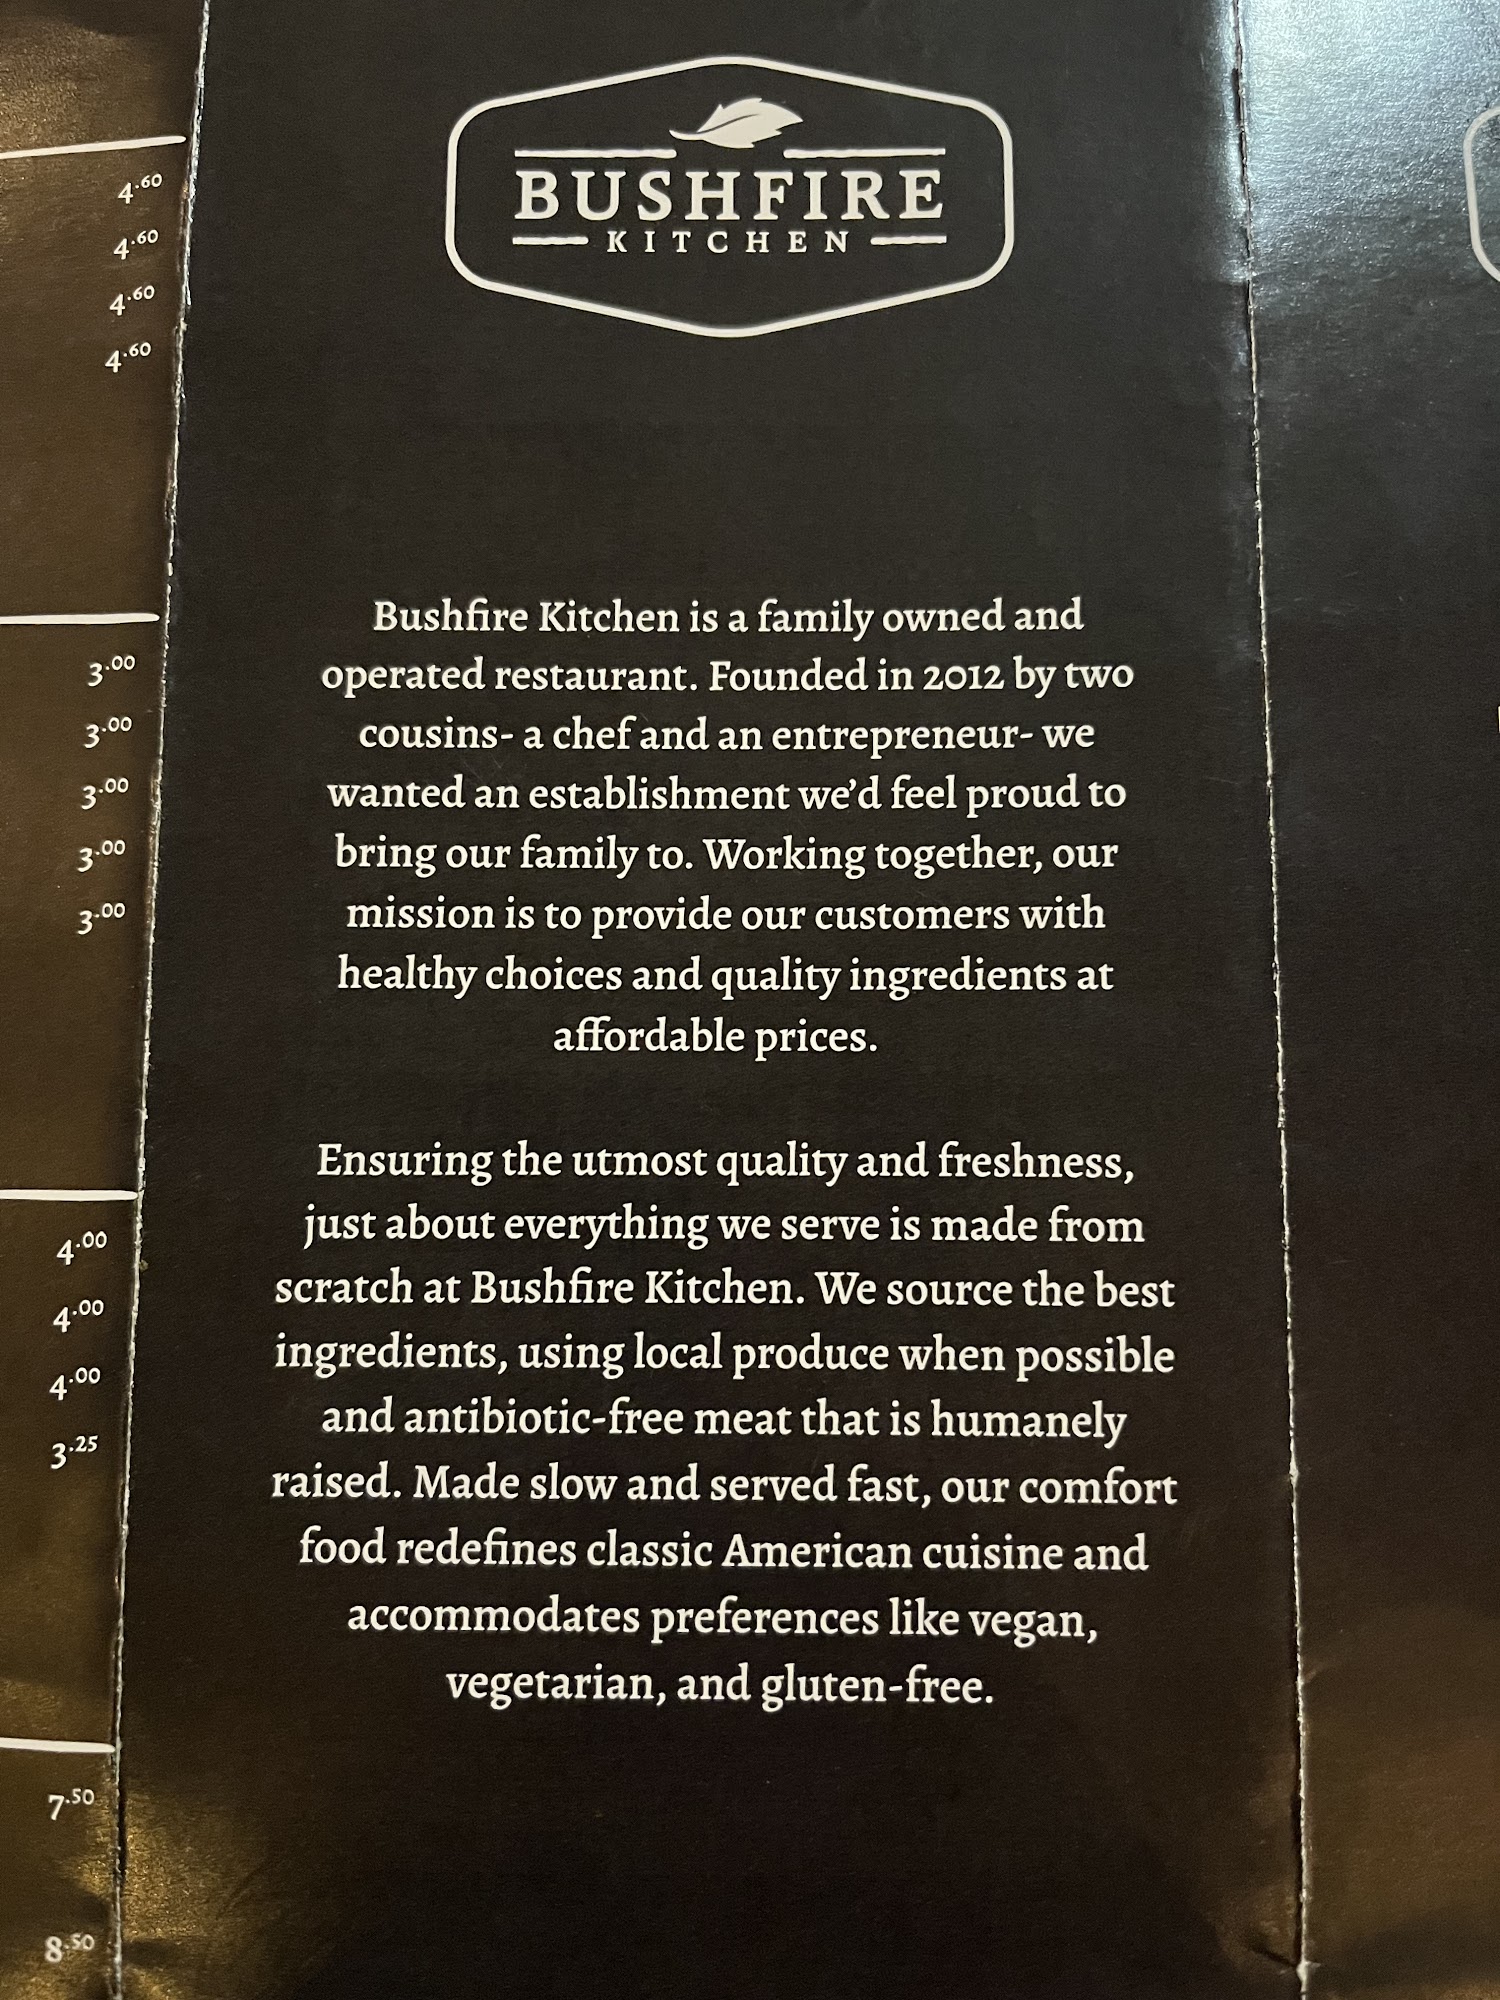 4.60
4.60
4.60
4.60
3.00
3.00
3.00
3.00
3.00
4.00
4.00
4.00
3.25
7.50
8.50
BUSHFIRE
KITCHEN
Bushfire Kitchen is a family owned and
operated restaurant. Founded in 2012 by two
cousins- a chef and an entrepreneur- we
wanted an establishment we’d feel proud to
bring our family to. Working together, our
mission is to provide our customers with
healthy choices and quality ingredients at
affordable prices.
Ensuring the utmost quality and freshness,
just about everything we serve is made from
scratch at Bushfire Kitchen. We source the best
ingredients, using local produce when possible
and antibiotic-free meat that is humanely
raised. Made slow and served fast, our comfort
food redefines classic American cuisine and
accommodates preferences like vegan,
vegetarian, and gluten-free.